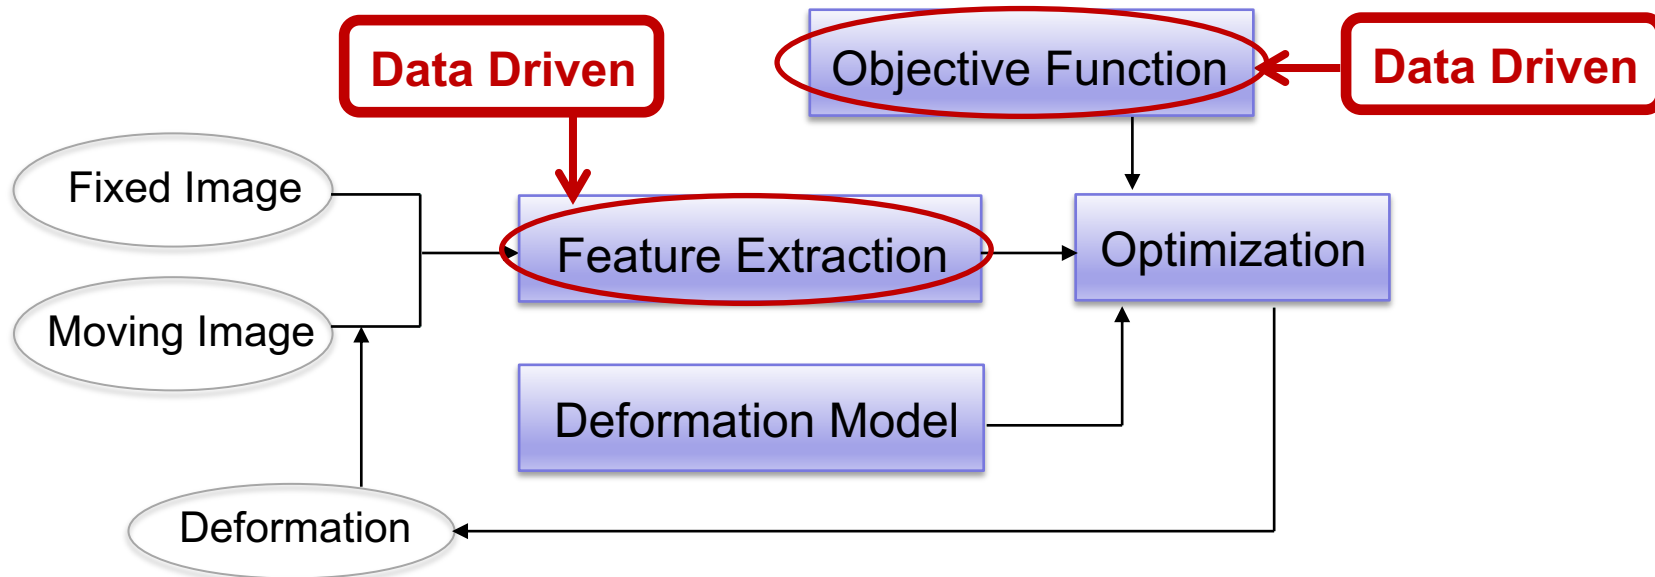 Data Driven
Objective Function
Data Driven
Fixed Image
Feature Extraction
Optimization
Moving Image
Deformation Model
Deformation